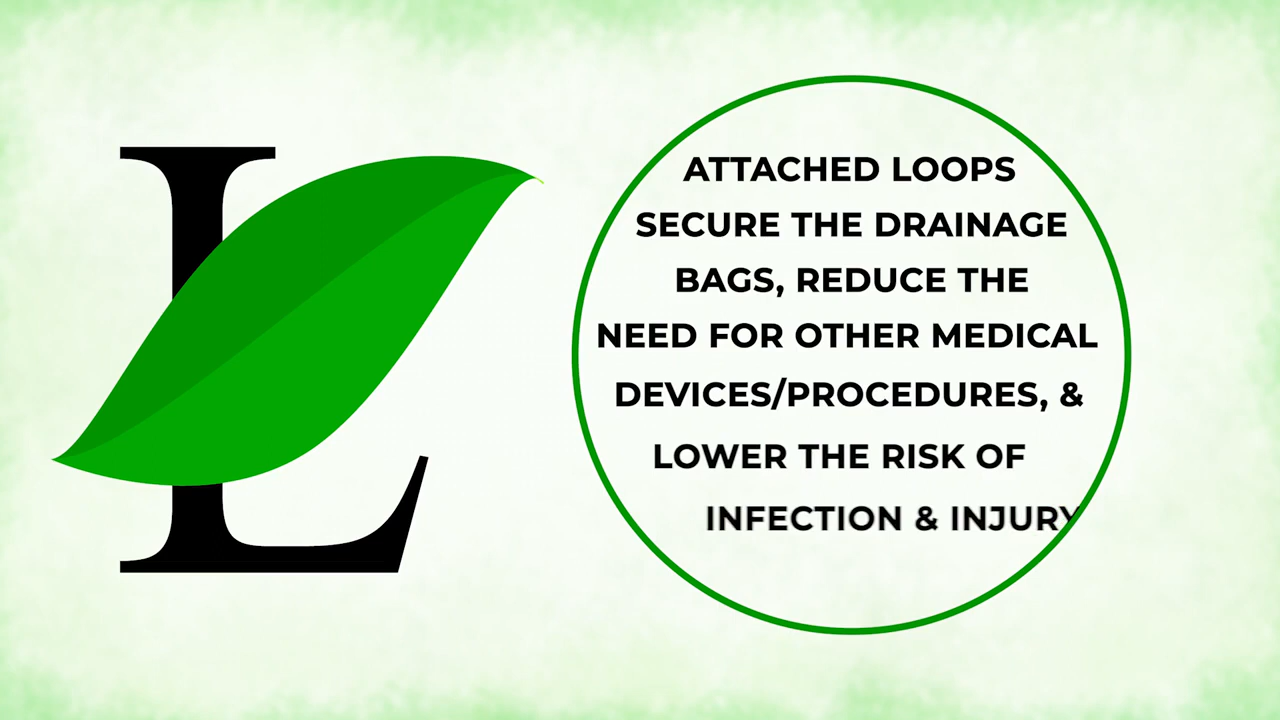 L
ATTACHED LOOPS
SECURE THE DRAINAGE
BAGS, REDUCE THE
NEED FOR OTHER MEDICAL
DEVICES/PROCEDURES, &
LOWER THE RISK OF
INFECTION & INJURY